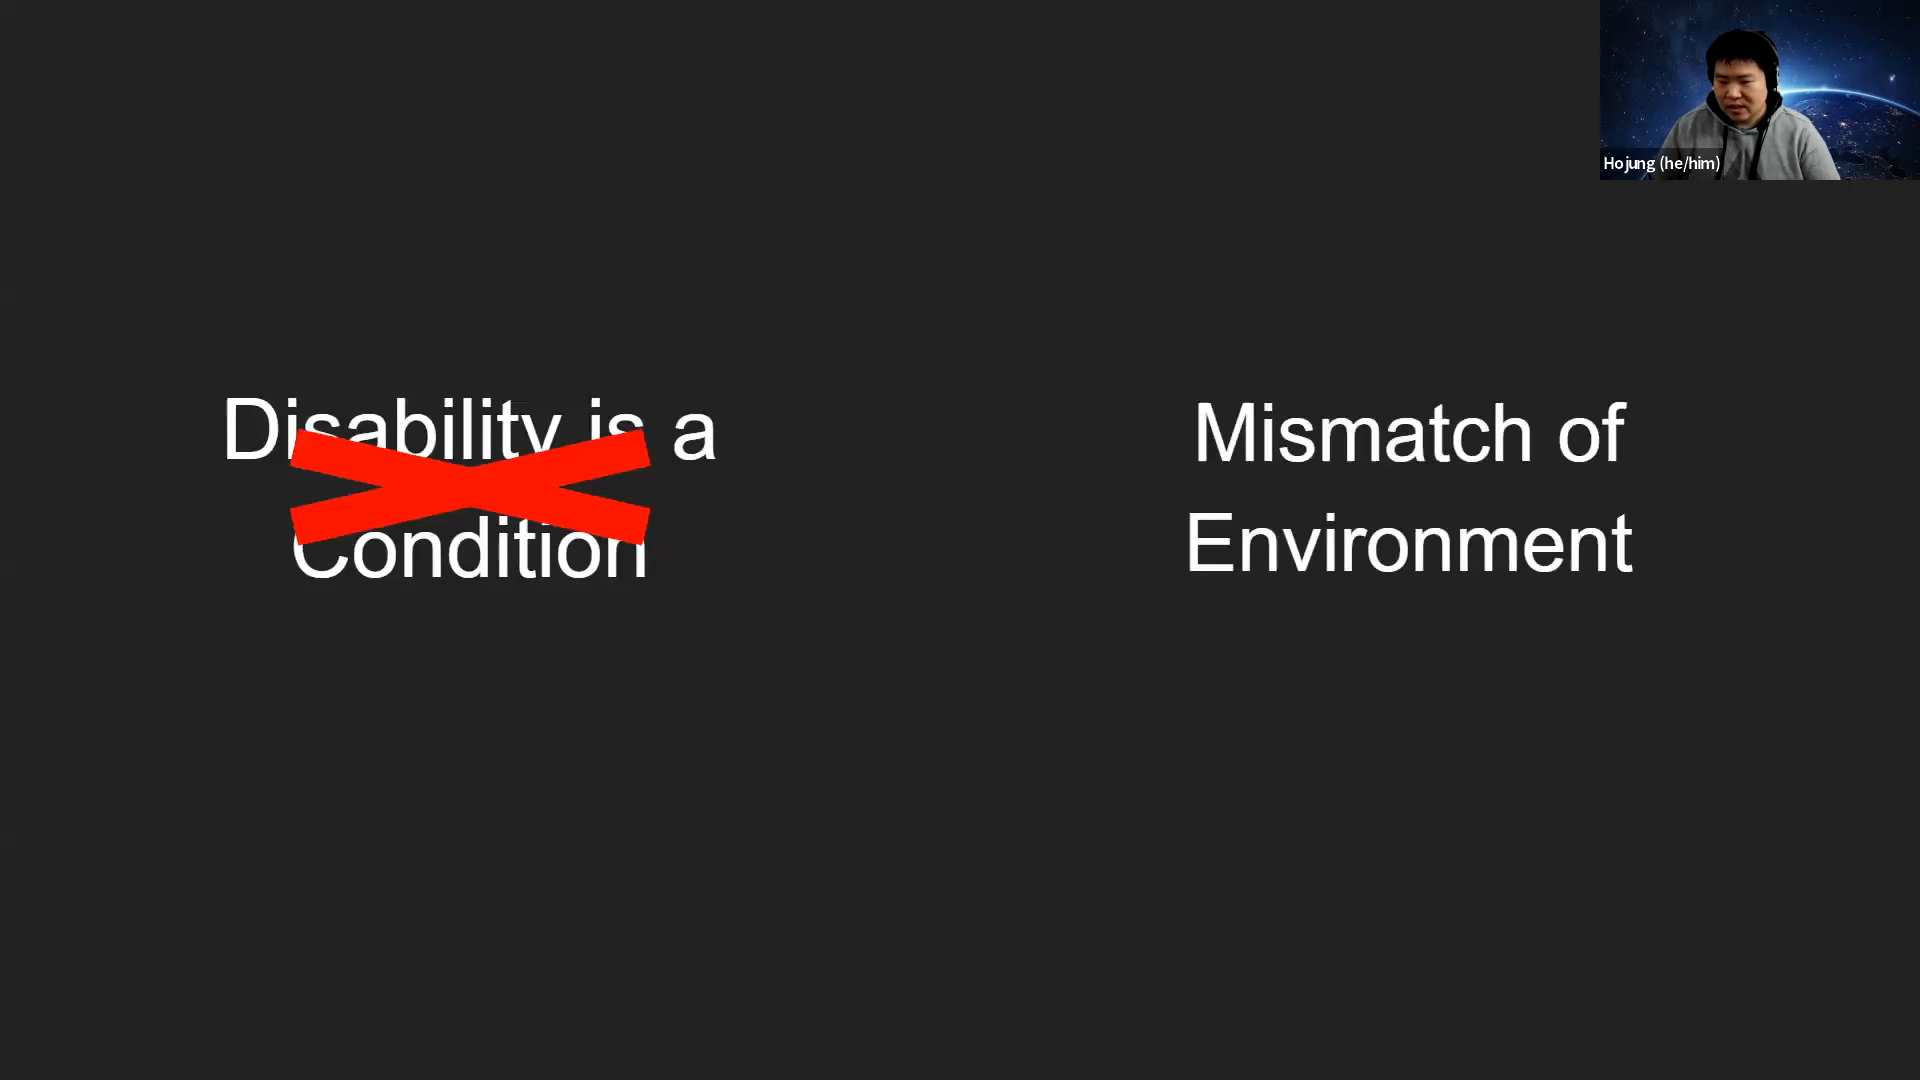 Hojung (he/him)
Disability is a
Condition
Mismatch of
Environment